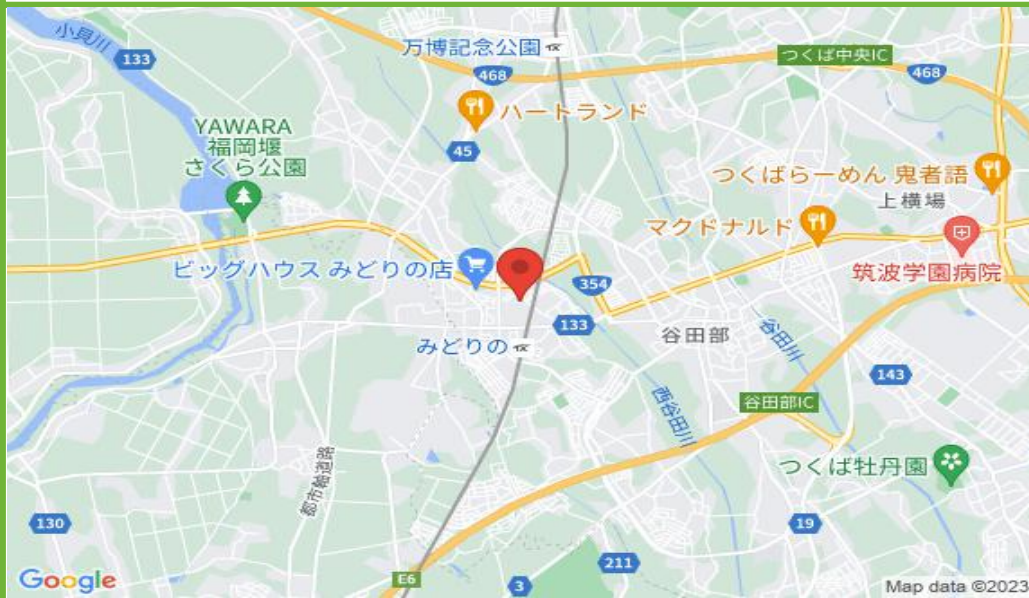 小貝川
133
万博記念公園
つくば中央IC
468
468
ハートランド
YAWARA
福岡堰
さくら公園
45
つくばらーめん 鬼者語
上横場
マクドナルド
ビッグハウス みどりの店
筑波学園病院
354
133
谷田部
谷田川
みどりの
143
西谷田川
谷田部IC
都市軸道路
つくば牡丹園
130
19
211
Google
E6
3
Map data ©2023